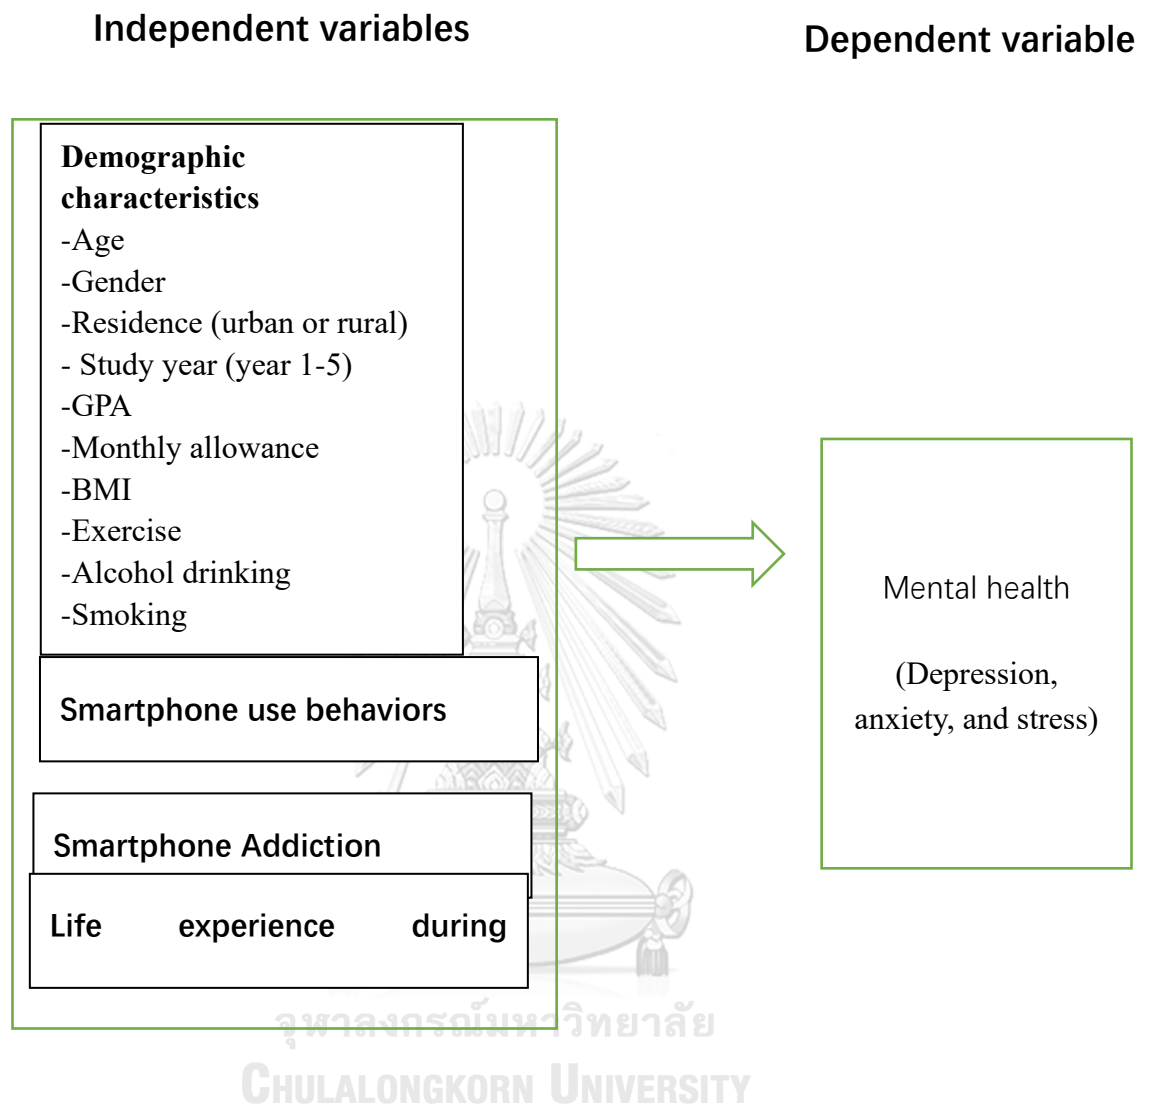 Independent variables
Dependent variable
Demographic
characteristics
-Age
-Gender
-Residence (urban or rural)
- Study year (year 1-5)
-GPA
-Monthly allowance
-BMI
-Exercise
-Alcohol drinking
-Smoking
Smartphone use behaviors
Smartphone Addiction
Life experience during
Mental health
(Depression,
anxiety, and stress)
จุฬาลงกรณ์มหาวิทยาลัย
CHULALONGKORN UNIVERSITY